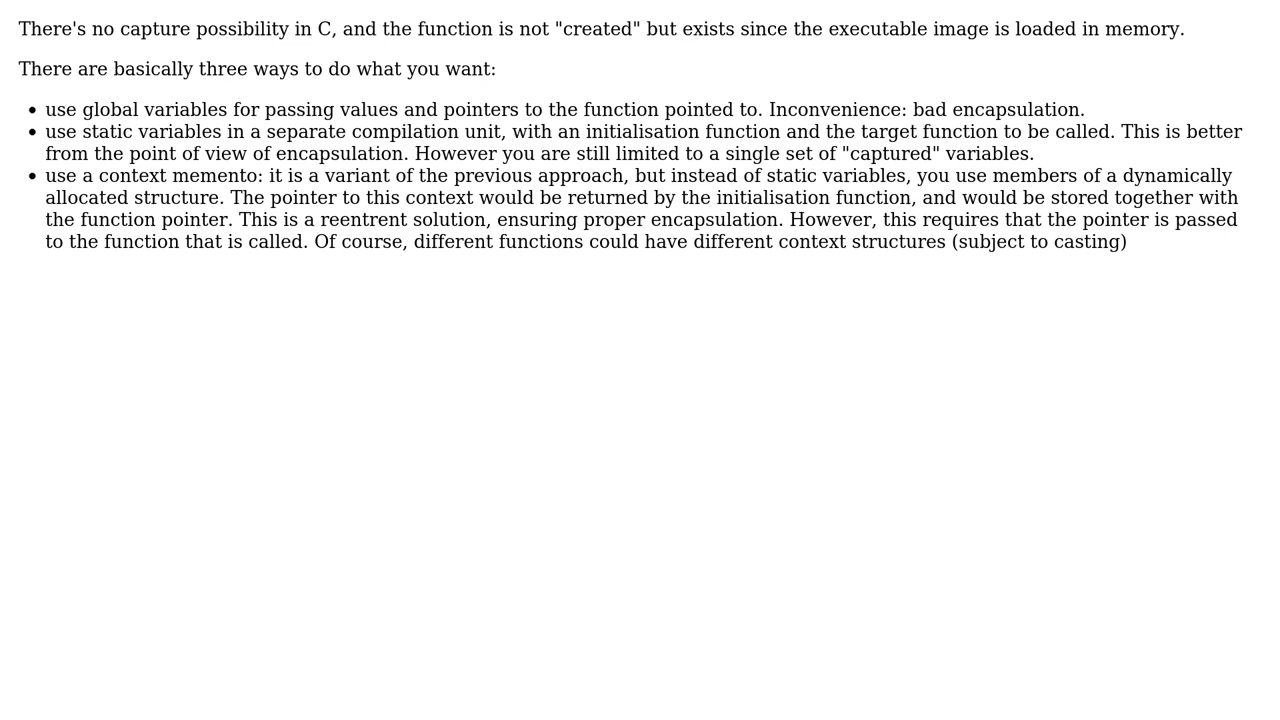 There's no capture possibility in C, and the function is not "created" but exists since the executable image is loaded in memory.
There are basically three ways to do what you want:
• use global variables for passing values and pointers to the function pointed to. Inconvenience: bad encapsulation.
• use static variables in a separate compilation unit, with an initialisation function and the target function to be called. This is better
from the point of view of encapsulation. However you are still limited to a single set of "captured" variables.
• use a context memento: it is a variant of the previous approach, but instead of static variables, you use members of a dynamically
allocated structure. The pointer to this context would be returned by the initialisation function, and would be stored together with
the function pointer. This is a reentrent solution, ensuring proper encapsulation. However, this requires that the pointer is passed
to the function that is called. Of course, different functions could have different context structures (subject to casting)